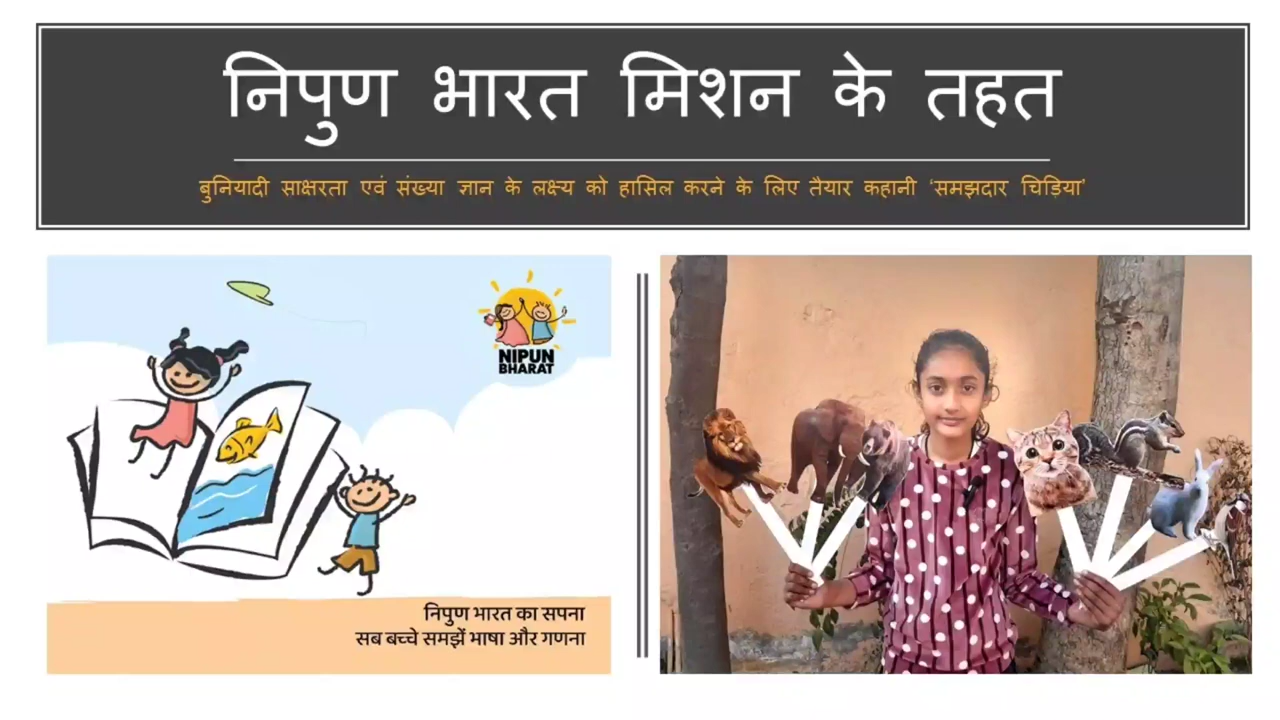 निपुण भारत मिशन के तहत
बुनियादी साक्षरता एवं संख्या ज्ञान के लक्ष्य को हासिल करने के लिए तैयार कहानी ‘समझदार चिड़िया’
NIPUN
BHARAT
निपुण भारत का सपना
सब बच्चे समझें भाषा और गणना